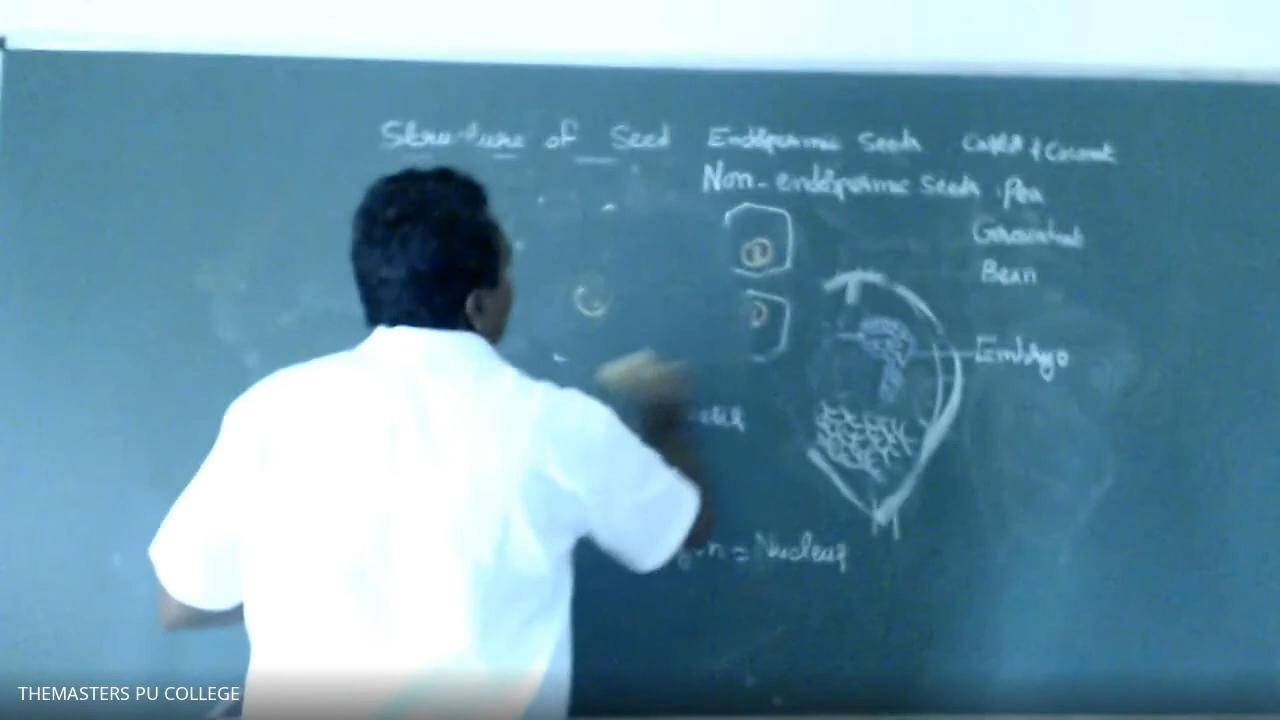 Structure of Seed Endospermic seeds Castor & Coconut
Non-endospermic seeds : Pea
Groundnut
Bean
Embryo
= Nucleus
THEMASTERS PU COLLEGE